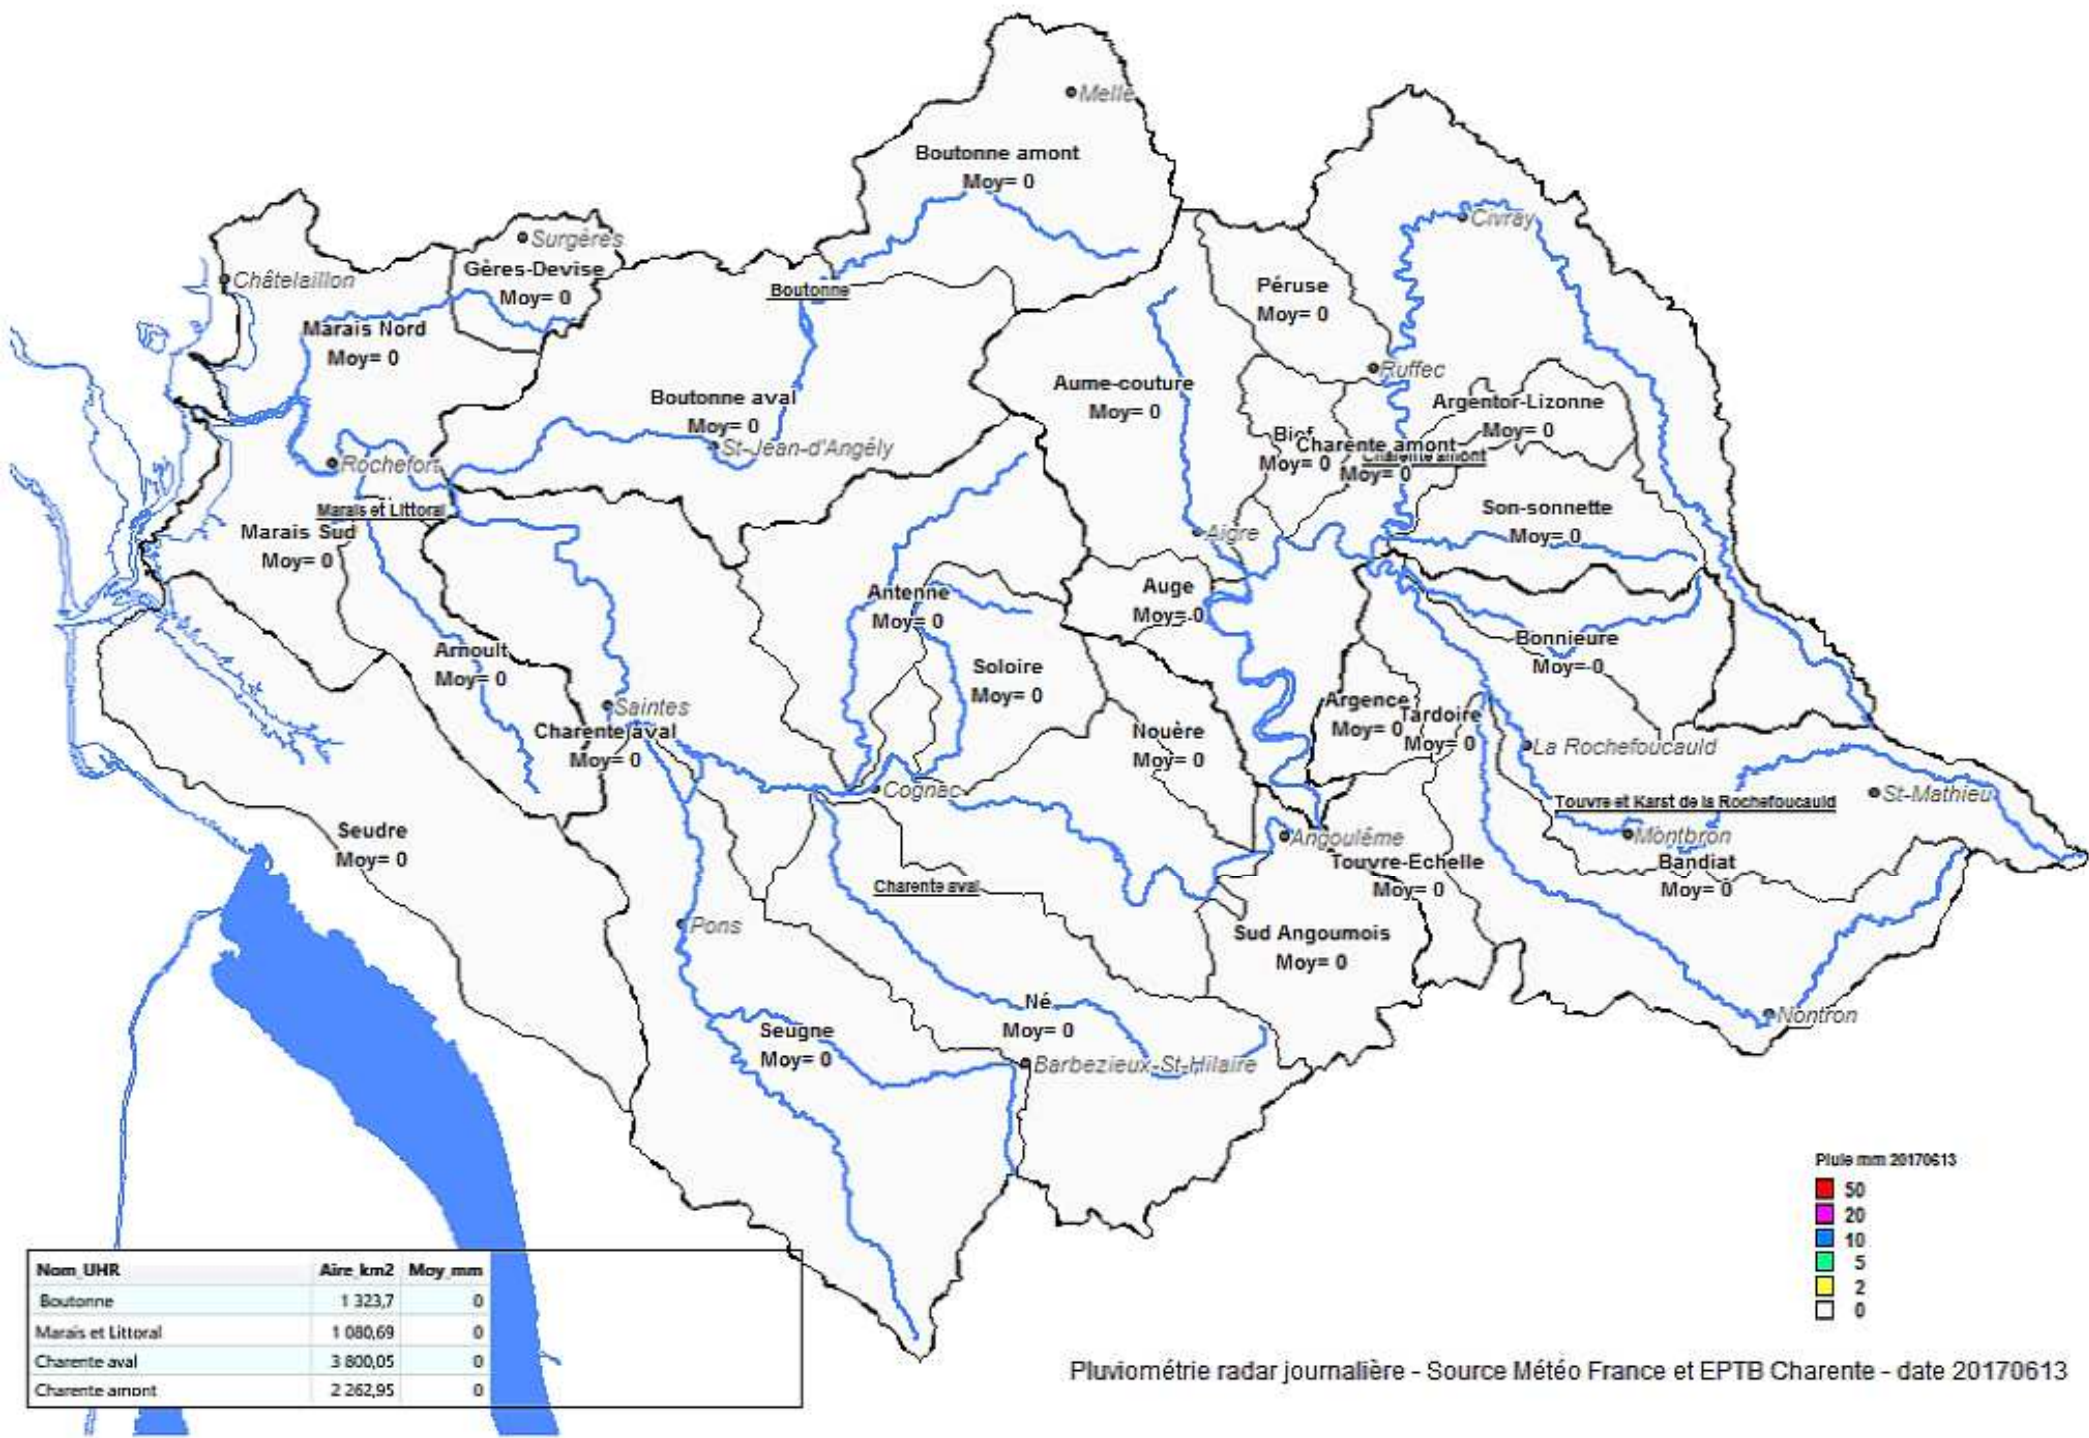 Melle
Boutonne amont
Moy= 0
Civray
Surgères
Gères-Devise
Moy= 0
Châtelaillon
Boutonne
Péruse
Moy= 0
Marais Nord
Moy= 0
Ruffec
Aume-couture
Moy= 0
Boutonne aval
Moy= 0
Argentor-Lizonne
Moy= 0
St-Jean-d'Angély
Bief
Moy= 0
Charente amont
Moy= 0
Charente amont
Rochefort
Marais et Littoral
Son-sonnette
Moy= 0
Marais Sud
Moy= 0
Aigre
Antenne
Moy= 0
Auge
Moy= 0
Bonnieure
Moy= 0
Arnoult
Moy= 0
Soloire
Moy= 0
Saintes
Charente aval
Moy= 0
Argence
Moy= 0
Tardoire
Moy= 0
Nouère
Moy= 0
La Rochefoucauld
Cognac
St-Mathieu
Touvre et Karst de la Rochefoucauld
Seudre
Moy= 0
Angoulême
Montbron
Touvre-Echelle
Moy= 0
Bandiat
Moy= 0
Charente aval
Pons
Sud Angoumois
Moy= 0
Né
Moy= 0
Nontron
Seugne
Moy= 0
Barbezieux-St-Hilaire
Pluie mm 20170613
50
20
10
5
2
0
Nom_UHR Aire_km2 Moy_mm
Boutonne 1 323,7 0
Marais et Littoral 1 080,69 0
Charente aval 3 800,05 0
Charente amont 2 262,95 0
Pluviométrie radar journalière - Source Météo France et EPTB Charente - date 20170613